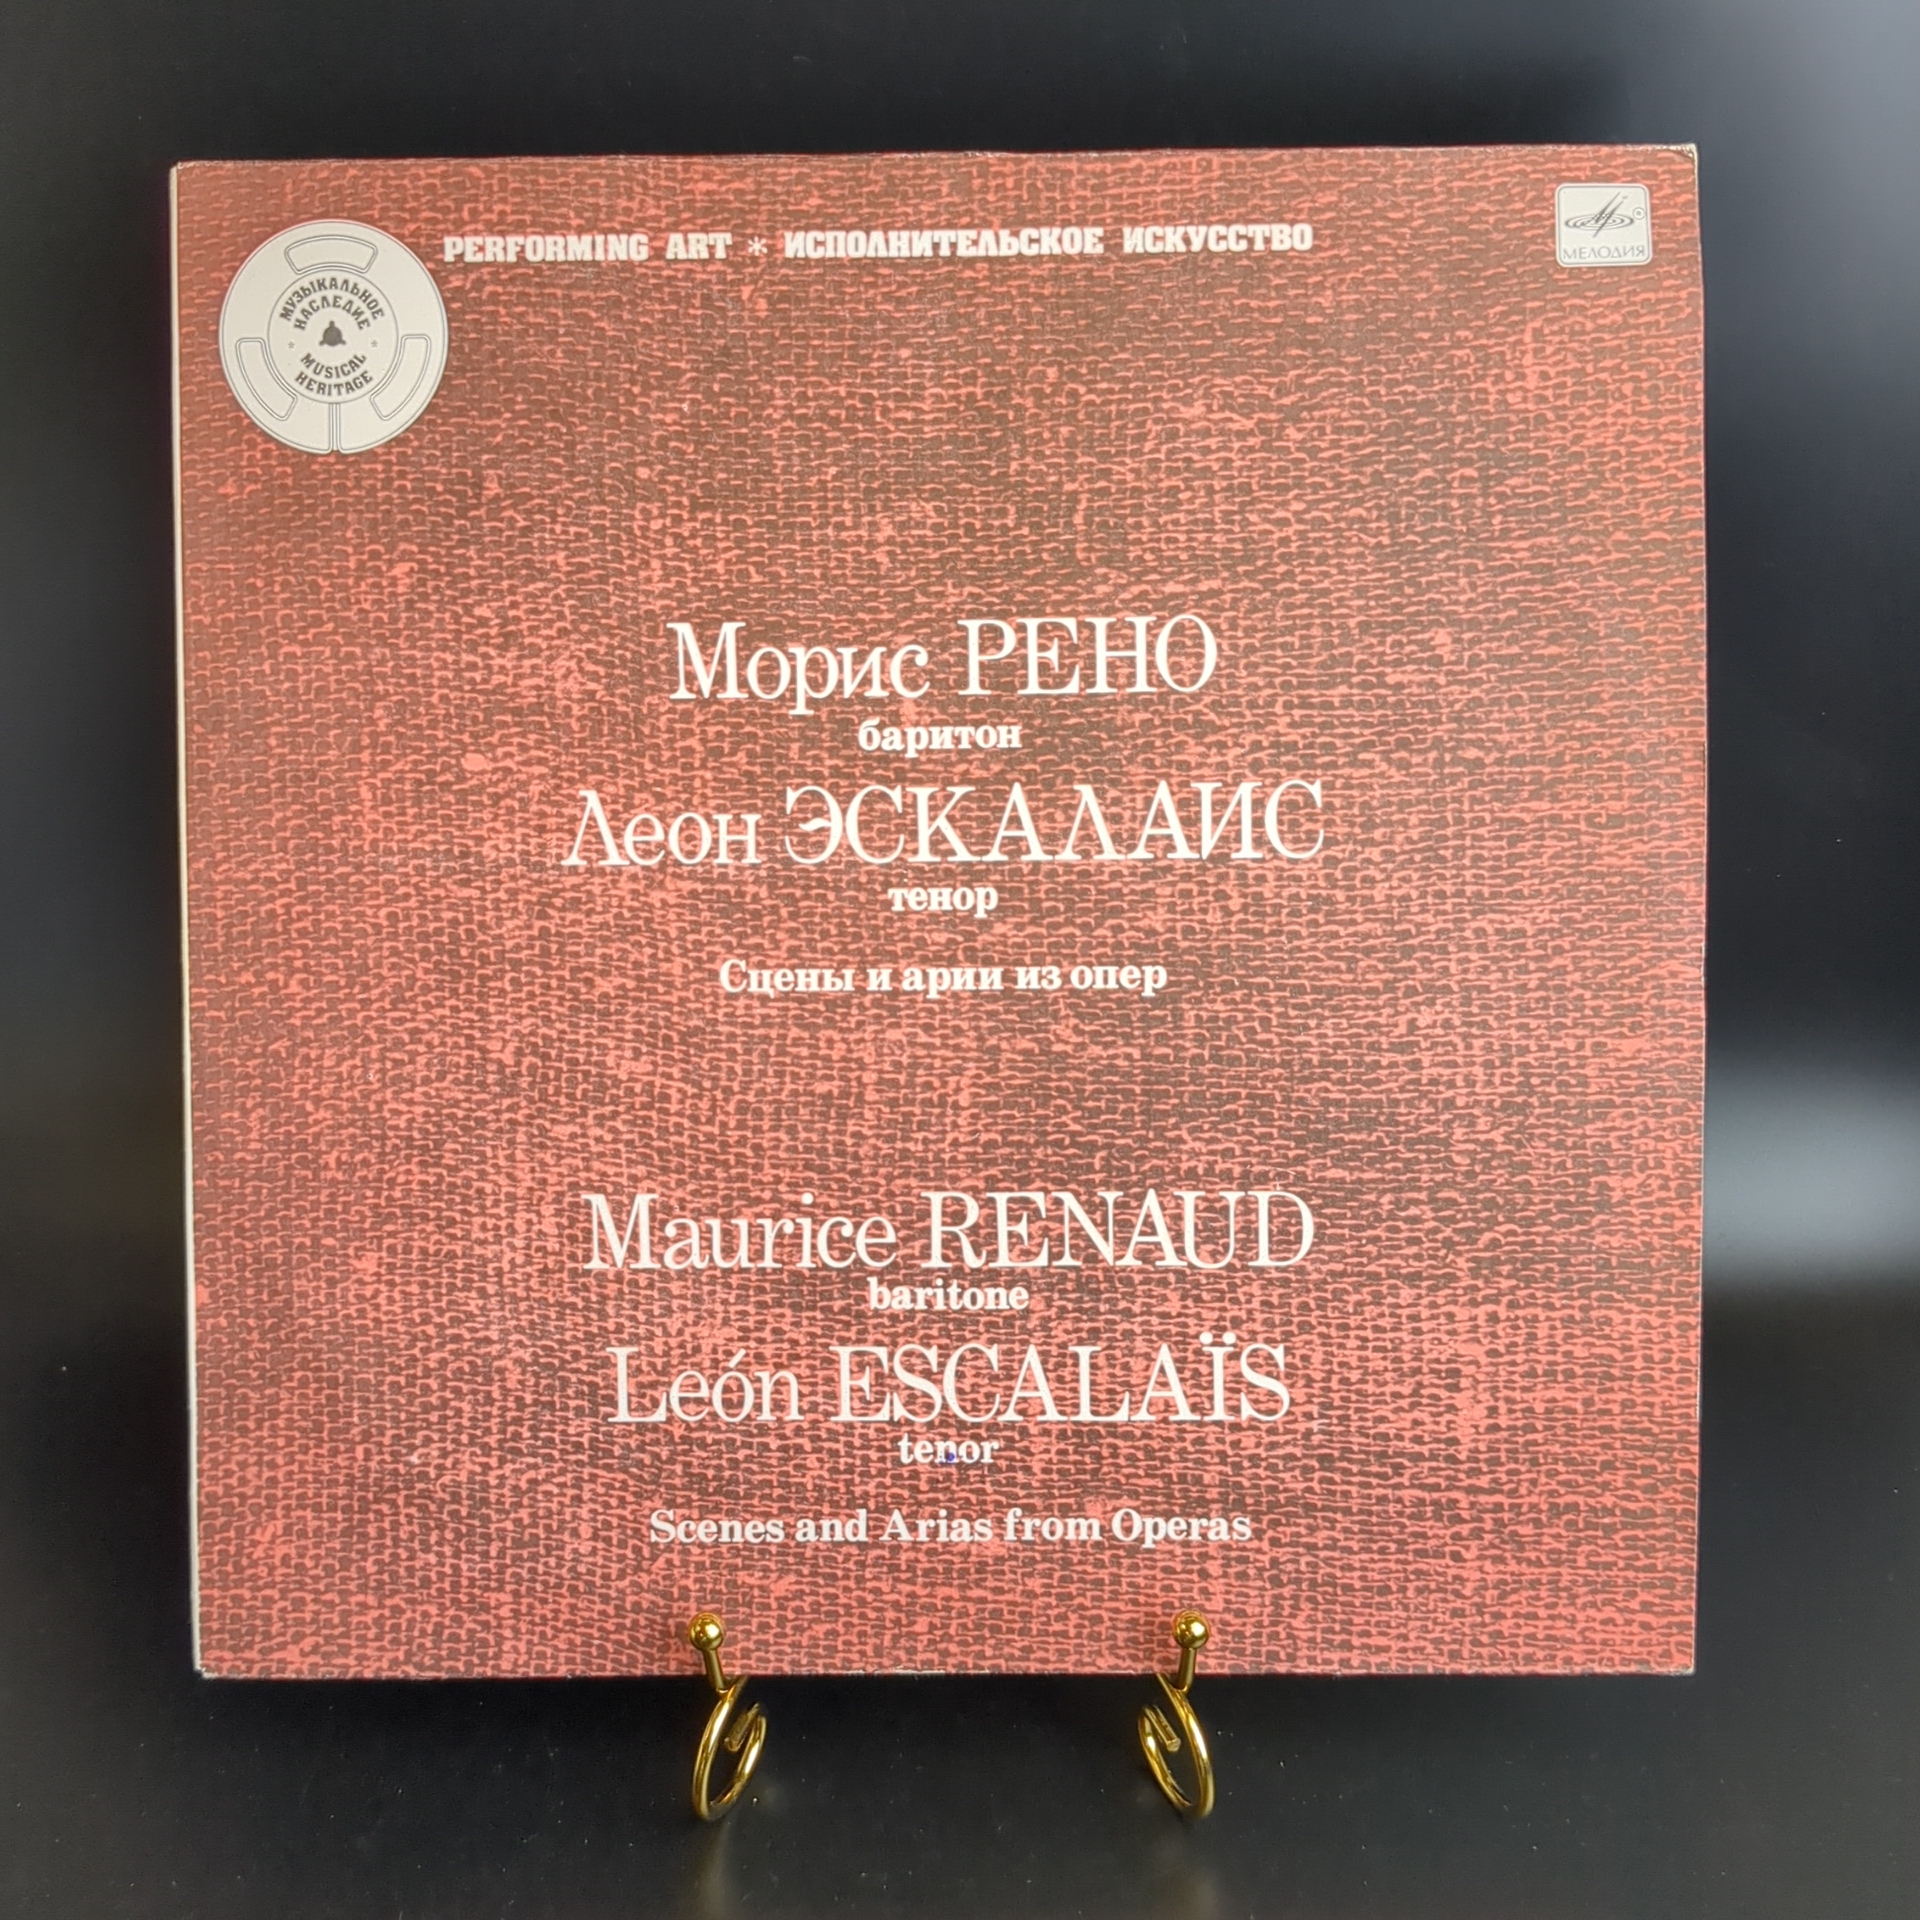 PERFORMING ART * ИСПОЛНИТЕЛЬСКОЕ ИСКУССТВО
МЕЛОДИЯ
МУЗЫКАЛЬНОЕ
НАСЛЕДИЕ
* *
MUSICAL
HERITAGE
Морис РЕНО
баритон
Леон ЭСКАЛАИС
тенор
Сцены и арии из опер
Maurice RENAUD
baritone
León ESCALAÏS
tenor
Scenes and Arias from Operas